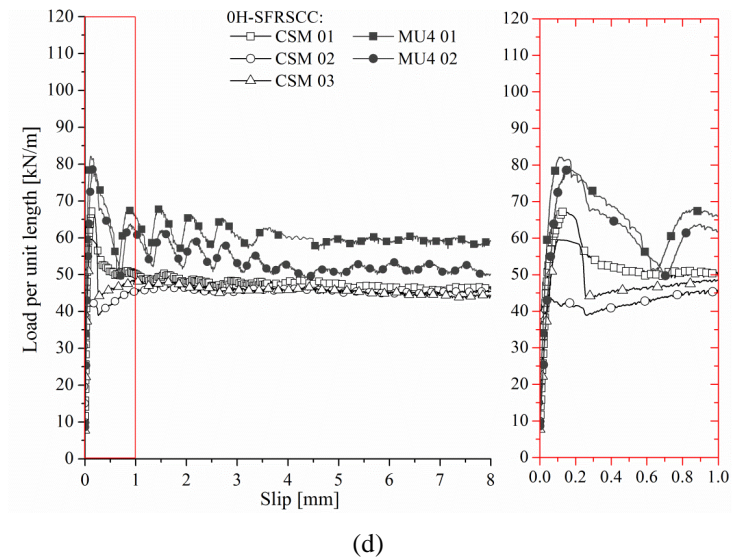 0H-SFRSCC:
CSM 01
MU4 01
CSM 02
MU4 02
CSM 03
Load per unit length [kN/m]
120
110
100
90
80
70
60
50
40
30
20
10
0
0 1 2 3 4 5 6 7 8
Slip [mm]
120
110
100
90
80
70
60
50
40
30
20
10
0
0.0 0.2 0.4 0.6 0.8 1.0
(d)